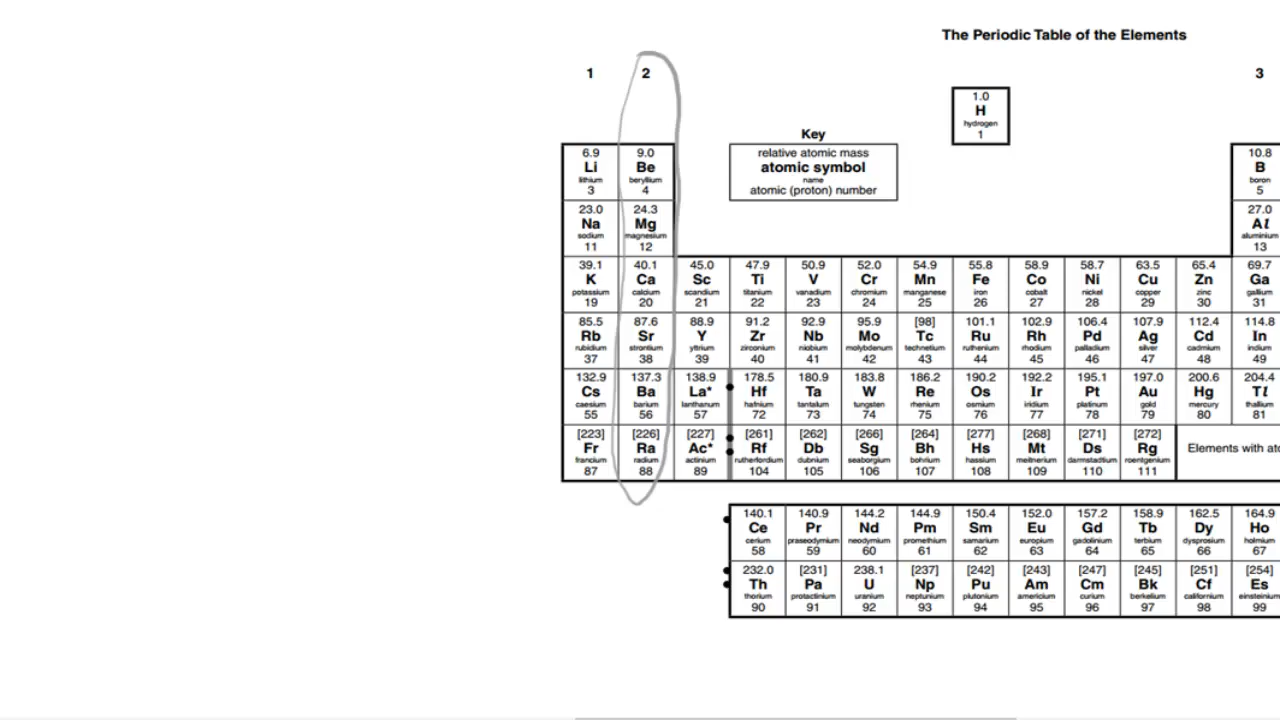 The Periodic Table of the Elements
1 2 3
1.0
H
hydrogen
1
Key
relative atomic mass
atomic symbol
name
atomic (proton) number
6.9 9.0 10.8
Li Be B
lithium beryllium boron
3 4 5
23.0 24.3 27.0
Na Mg Al
sodium magnesium aluminium
11 12 13
39.1 40.1 45.0 47.9 50.9 52.0 54.9 55.8 58.9 58.7 63.5 65.4 69.7
K Ca Sc Ti V Cr Mn Fe Co Ni Cu Zn Ga
potassium calcium scandium titanium vanadium chromium manganese iron cobalt nickel copper zinc gallium
19 20 21 22 23 24 25 26 27 28 29 30 31
85.5 87.6 88.9 91.2 92.9 95.9 [98] 101.1 102.9 106.4 107.9 112.4 114.8
Rb Sr Y Zr Nb Mo Tc Ru Rh Pd Ag Cd In
rubidium strontium yttrium zirconium niobium molybdenum technetium ruthenium rhodium palladium silver cadmium indium
37 38 39 40 41 42 43 44 45 46 47 48 49
132.9 137.3 138.9 178.5 180.9 183.8 186.2 190.2 192.2 195.1 197.0 200.6 204.4
Cs Ba La* Hf Ta W Re Os Ir Pt Au Hg Tl
caesium barium lanthanum hafnium tantalum tungsten rhenium osmium iridium platinum gold mercury thallium
55 56 57 72 73 74 75 76 77 78 79 80 81
[223] [226] [227] [261] [262] [266] [264] [277] [268] [271] [272]
Fr Ra Ac* Rf Db Sg Bh Hs Mt Ds Rg Elements with ato
francium radium actinium rutherfordium dubnium seaborgium bohrium hassium meitnerium darmstadtium roentgenium
87 88 89 104 105 106 107 108 109 110 111
140.1 140.9 144.2 144.9 150.4 152.0 157.2 158.9 162.5 164.9
Ce Pr Nd Pm Sm Eu Gd Tb Dy Ho
cerium praseodymium neodymium promethium samarium europium gadolinium terbium dysprosium holmium
58 59 60 61 62 63 64 65 66 67
232.0 [231] 238.1 [237] [242] [243] [247] [245] [251] [254]
Th Pa U Np Pu Am Cm Bk Cf Es
thorium protactinium uranium neptunium plutonium americium curium berkelium californium einsteinium
90 91 92 93 94 95 96 97 98 99